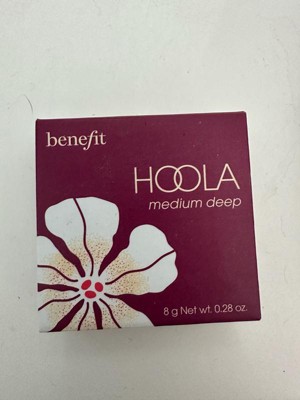 benefit
HOOLA
medium deep
8 g Net wt. 0.28 oz.